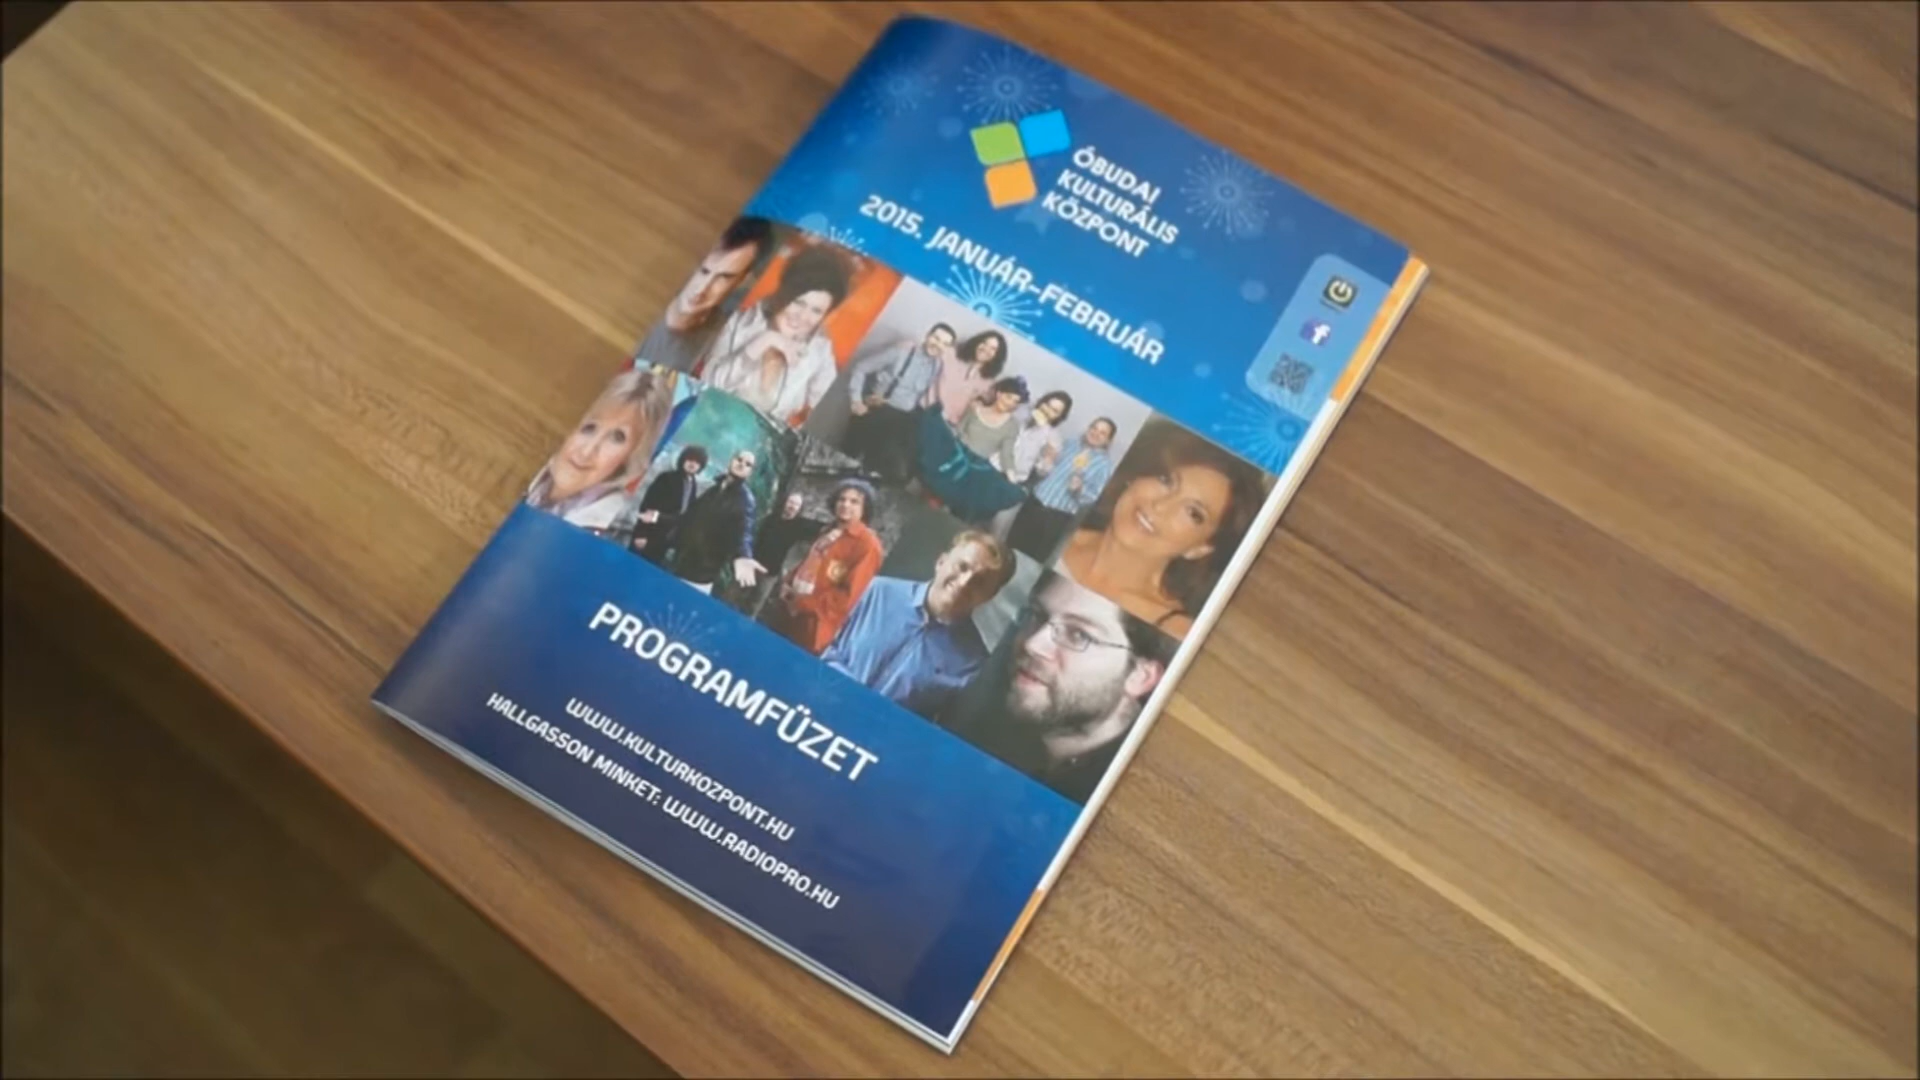 ÓBUDAI
KULTURÁLIS
KÖZPONT
2015. JANUÁR-FEBRUÁR
PROGRAMFÜZET
WWW.KULTURKOZPONT.HU
HALLGASSON MINKET: WWW.RADIOPRO.HU